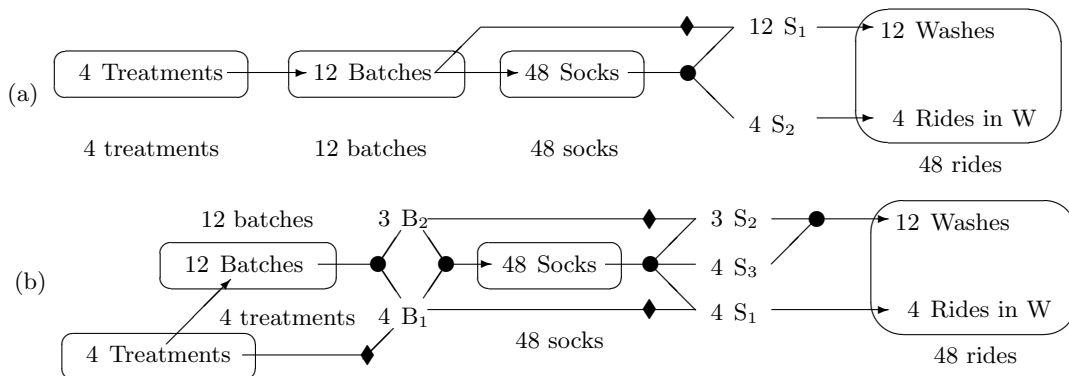 12 S₁ 12 Washes
4 Treatments 12 Batches 48 Socks
(a)
4 S₂ 4 Rides in W
4 treatments 12 batches 48 socks
48 rides
12 batches 3 B₂ 3 S₂ 12 Washes
12 Batches 48 Socks 4 S₃
(b)
4 treatments 4 B₁ 4 S₁ 4 Rides in W
48 socks
4 Treatments 48 rides